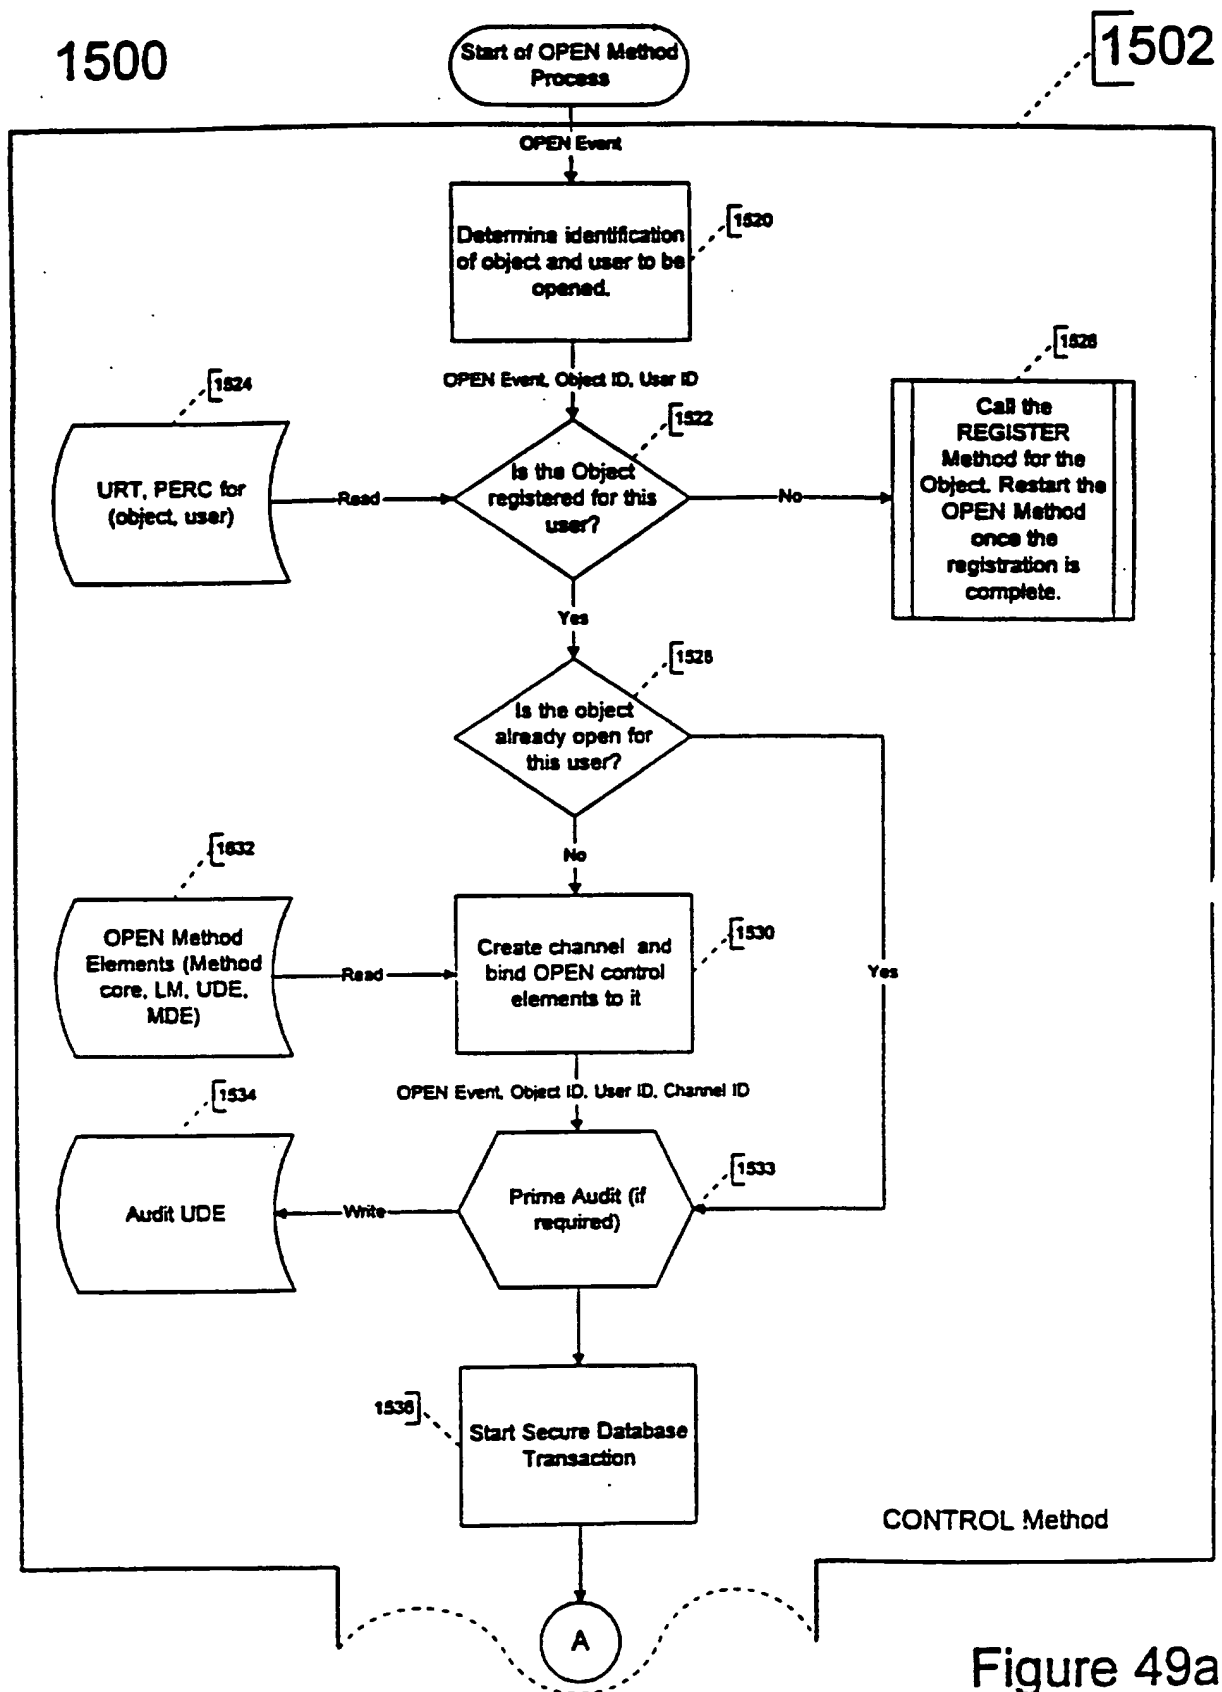 1500
Start of OPEN Method
Process
1502
OPEN Event
1520
Determine identification
of object and user to be
opened.
OPEN Event, Object ID, User ID
1524
1522
1526
URT, PERC for
(object, user)
Read
Is the Object
registered for this
user?
No
Call the
REGISTER
Method for the
Object. Restart the
OPEN Method
once the
registration is
complete.
Yes
1528
Is the object
already open for
this user?
No
Yes
1532
OPEN Method
Elements (Method
core, LM, UDE,
MDE)
Read
Create channel and
bind OPEN control
elements to it
1530
OPEN Event, Object ID, User ID, Channel ID
1534
1533
Audit UDE
Write
Prime Audit (if
required)
1536
Start Secure Database
Transaction
CONTROL Method
A
Figure 49a